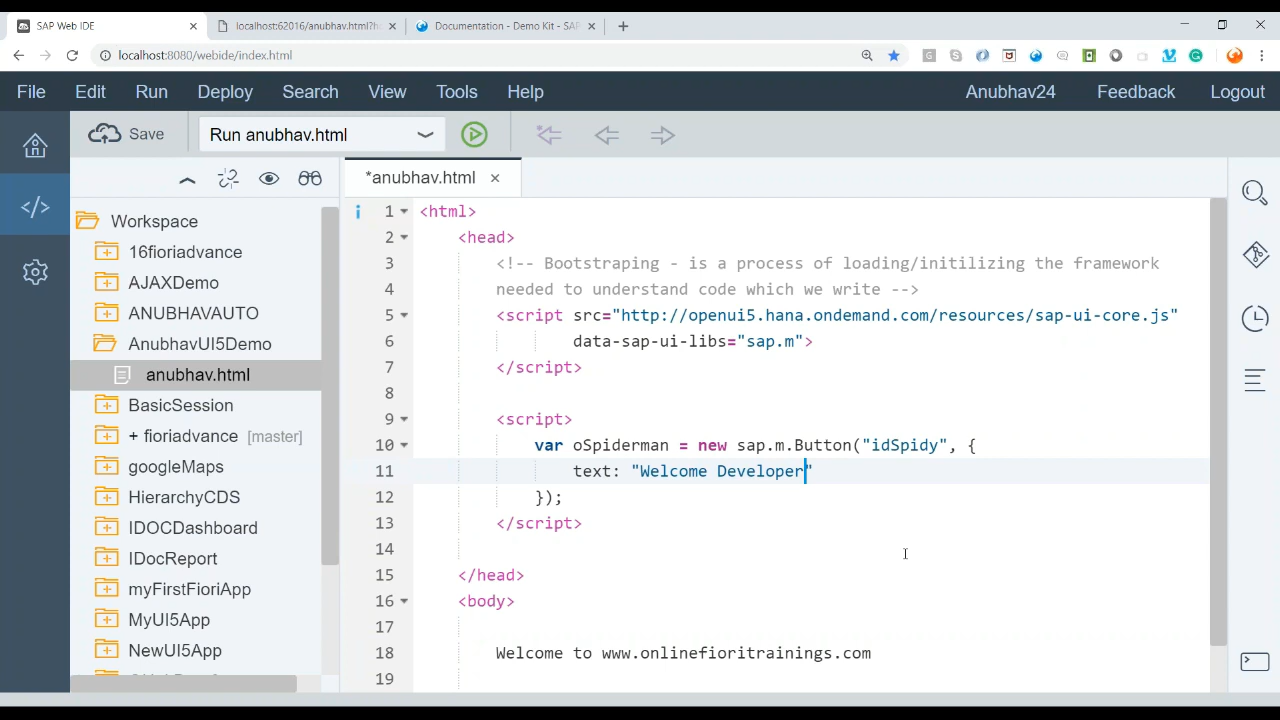 SAP Web IDE
localhost:62016/anubhav.html?h
Documentation - Demo Kit - SAP
localhost:8080/webide/index.html
File Edit Run Deploy Search View Tools Help Anubhav24 Feedback Logout
Save
Run anubhav.html
*anubhav.html
Workspace
16fioriadvance
AJAXDemo
ANUBHAVAUTO
AnubhavUI5Demo
anubhav.html
BasicSession
+ fioriadvance [master]
googleMaps
HierarchyCDS
IDOCDashboard
IDocReport
myFirstFioriApp
MyUI5App
NewUI5App
1 <html>
2 <head>
3 <!-- Bootstraping - is a process of loading/initilizing the framework
4 needed to understand code which we write -->
5 <script src="http://openui5.hana.ondemand.com/resources/sap-ui-core.js"
6 data-sap-ui-libs="sap.m">
7 </script>
8
9 <script>
10 var oSpiderman = new sap.m.Button("idSpidy", {
11 text: "Welcome Developer"
12 });
13 </script>
14
15 </head>
16 <body>
17
18 Welcome to www.onlinefioritrainings.com
19